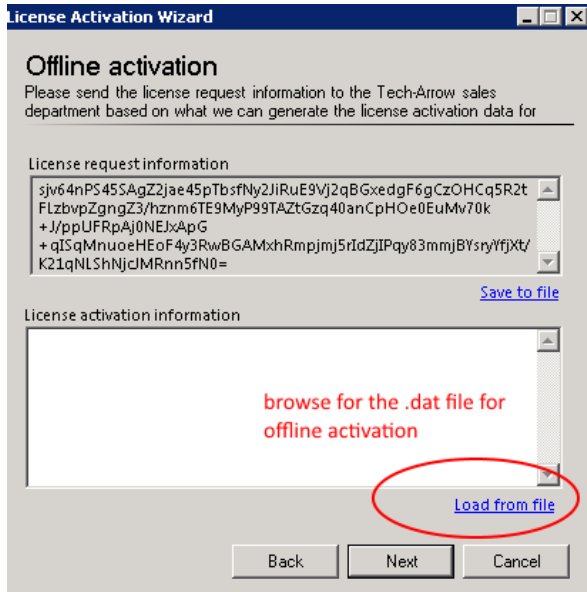 License Activation Wizard
Offline activation
Please send the license request information to the Tech-Arrow sales
department based on what we can generate the license activation data for
License request information
sjv64nPS45SAgZ2jae45pTbsfNy2JiRuE9Vj2qBGxedgF6gCzOHCq5R2t
FLzbvpZgngZ3/hznm6TE9MyP99TAZtGzq40anCpHOe0EuMv70k
+J/ppUFRpAj0NEJxApG
+qISqMnuoeHEoF4y3RwBGAMxhRmpjmj5rIdZjIPqy83mmjBYsryYfjXt/
K21qNLShNjcJMRnn5fN0=
Save to file
License activation information
browse for the .dat file for
offline activation
Load from file
Back
Next
Cancel